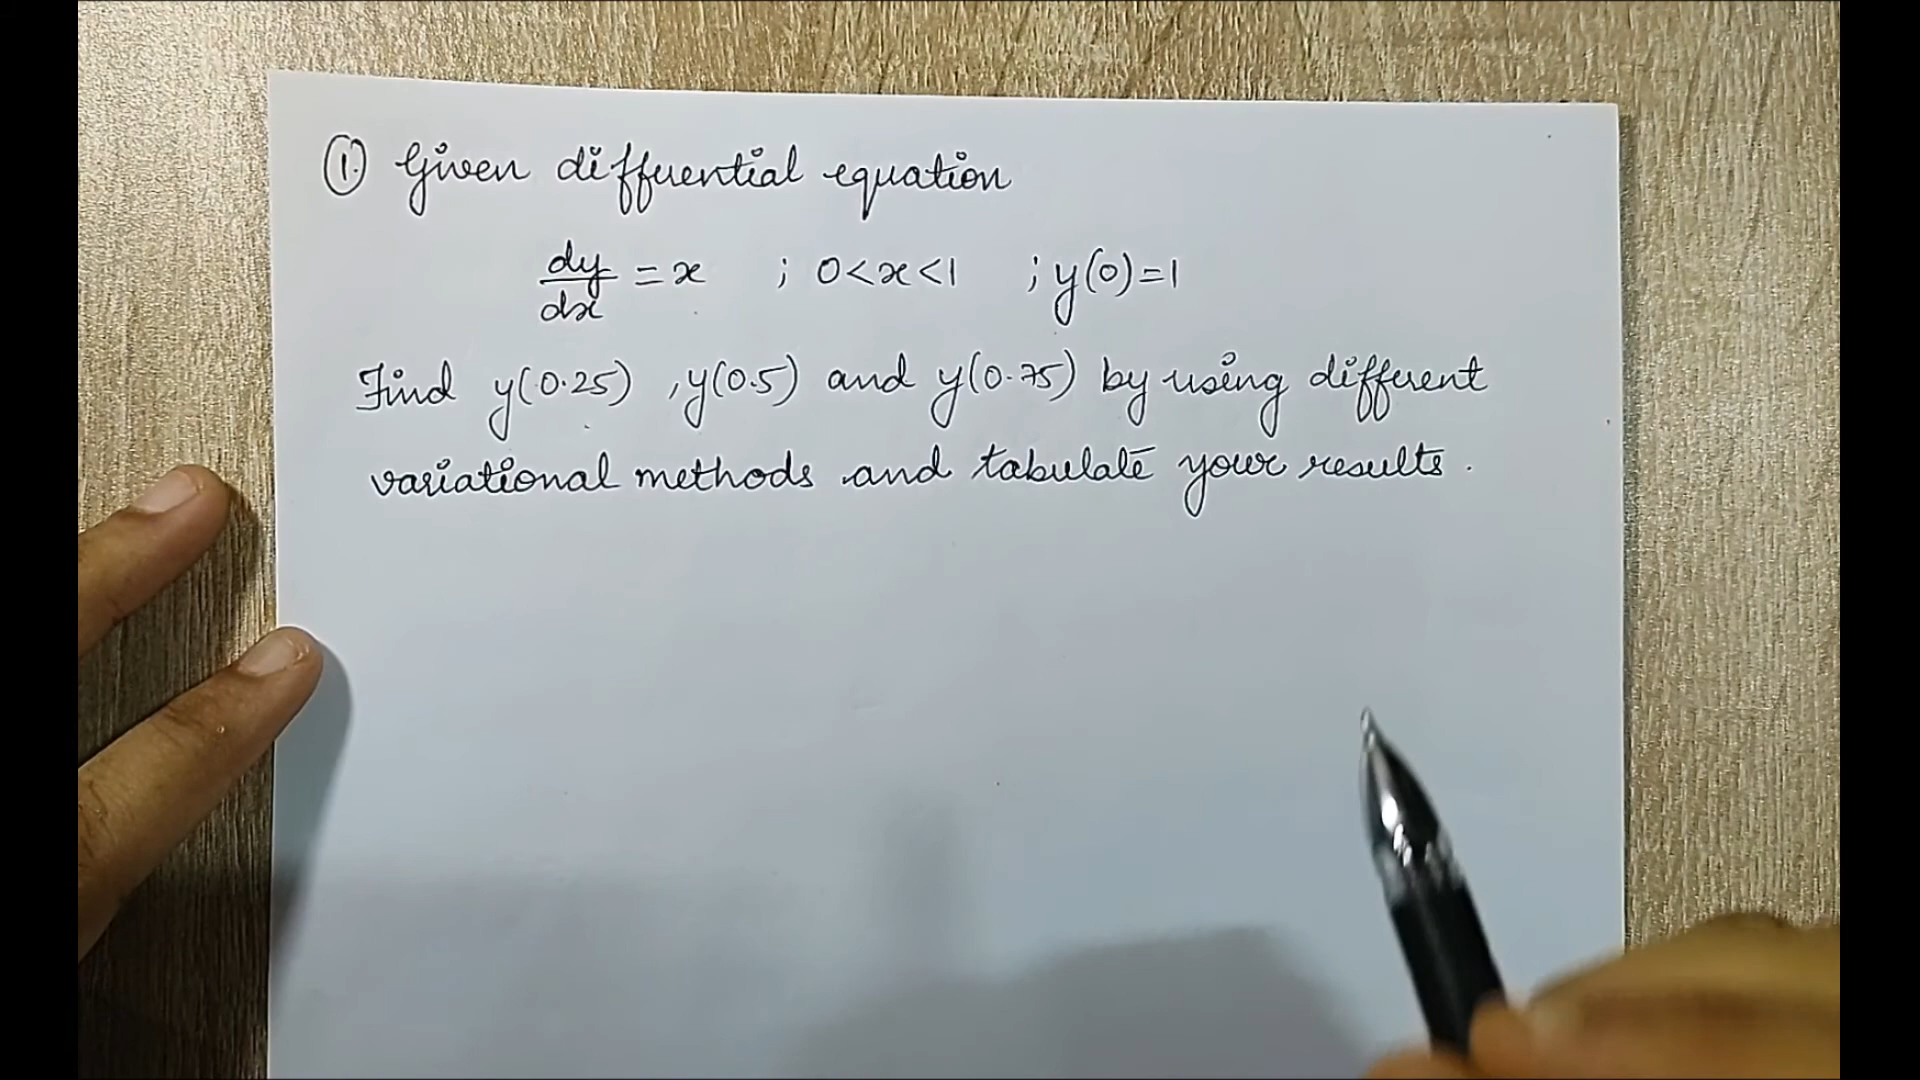 ① Given differential equation
dy/dx = x ; 0<x<1 ; y(0)=1
Find y(0.25), y(0.5) and y(0.75) by using different
variational methods and tabulate your results.